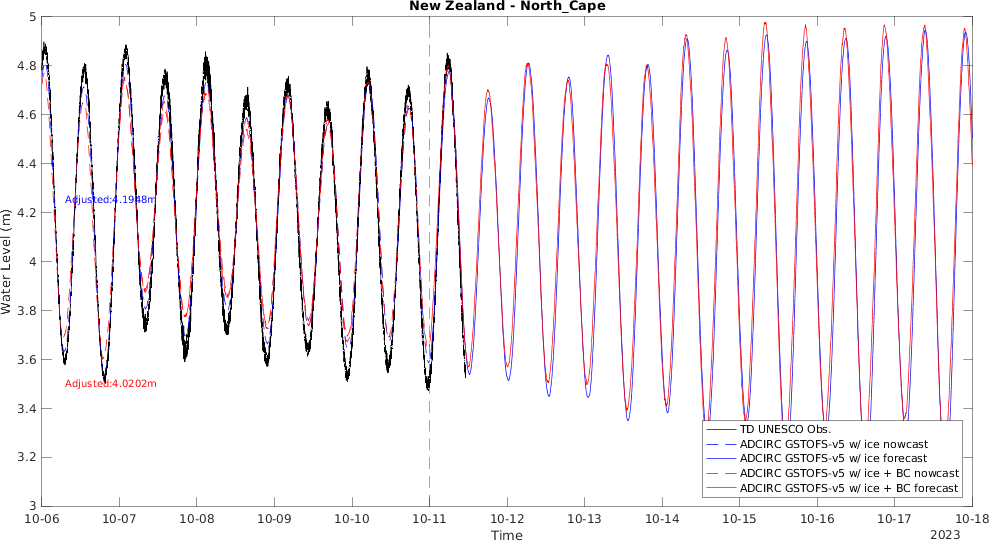 New Zealand - North_Cape
5
4.8
4.6
4.4
4.2
4
3.8
3.6
3.4
3.2
3
Water Level (m)
Adjusted:4.1948m
Adjusted:4.0202m
TD UNESCO Obs.
ADCIRC GSTOFS-v5 w/ ice nowcast
ADCIRC GSTOFS-v5 w/ ice forecast
ADCIRC GSTOFS-v5 w/ ice + BC nowcast
ADCIRC GSTOFS-v5 w/ ice + BC forecast
10-06 10-07 10-08 10-09 10-10 10-11 10-12 10-13 10-14 10-15 10-16 10-17 10-18
Time
2023